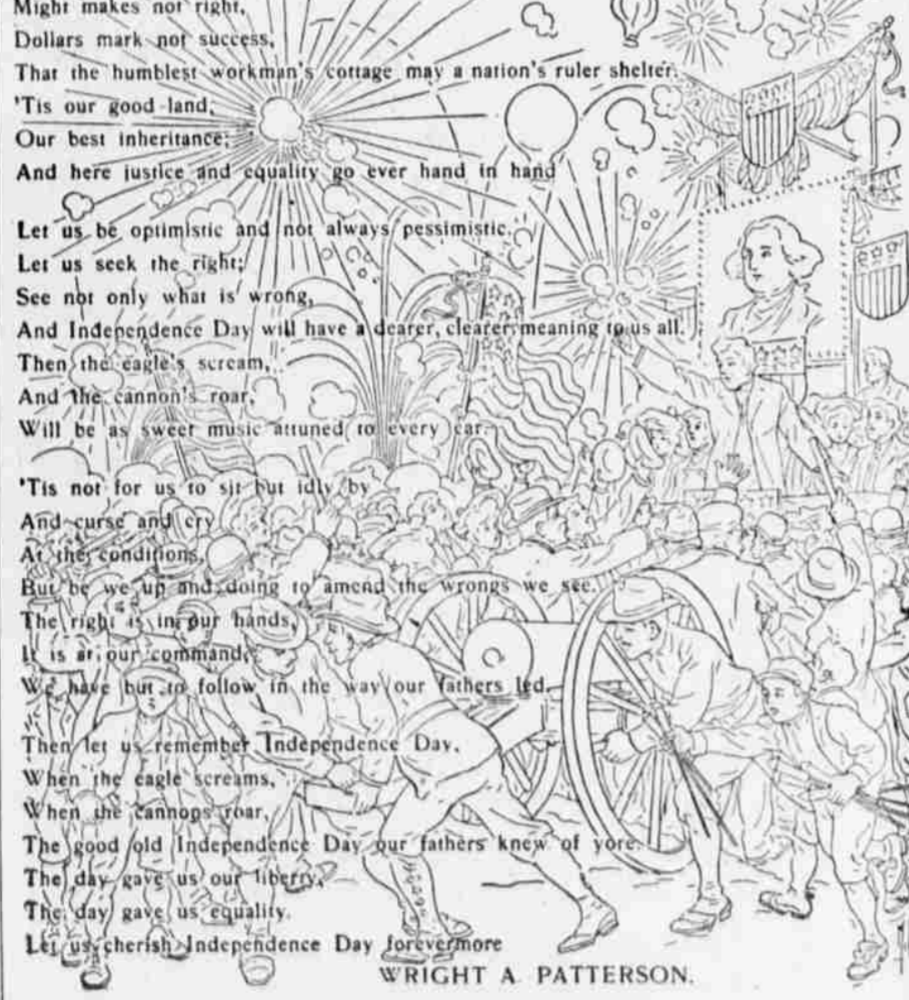 Might makes not right,
Dollars mark not success,
That the humblest workman's cottage may a nation's ruler shelter.
'Tis our good land,
Our best inheritance;
And here justice and equality go ever hand in hand
Let us be optimistic and not always pessimistic.
Let us seek the right;
See not only what is wrong,
And Independence Day will have a dearer, clearer meaning to us all.
Then the eagle's scream,
And the cannon's roar,
Will be as sweet music attuned to every ear.
'Tis not for us to sit but idly by
And curse and cry
At the conditions,
But be we up and doing to amend the wrongs we see.
The right is in our hands,
It is at our command,
We have but to follow in the way our fathers led.
Then let us remember Independence Day,
When the eagle screams,
When the cannons roar,
The good old Independence Day our fathers knew of yore.
The day gave us our liberty,
The day gave us equality.
Let us cherish Independence Day forevermore
WRIGHT A. PATTERSON.